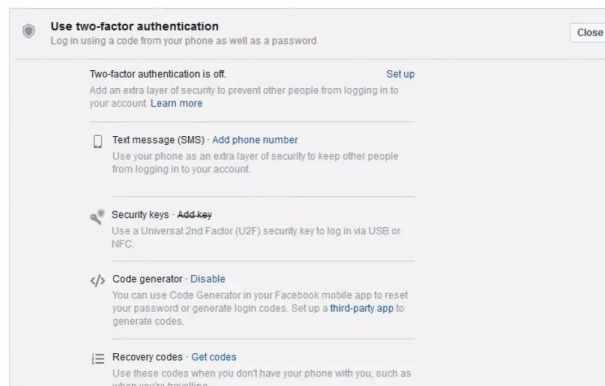 Use two-factor authentication
Log in using a code from your phone as well as a password
Close
Two-factor authentication is off. Set up
Add an extra layer of security to prevent other people from logging in to
your account. Learn more
Text message (SMS) · Add phone number
Use your phone as an extra layer of security to keep other people
from logging in to your account
Security keys · Add key
Use a Universal 2nd Factor (U2F) security key to log in via USB or
NFC.
Code generator · Disable
You can use Code Generator in your Facebook mobile app to reset
your password or generate login codes. Set up a third-party app to
generate codes.
Recovery codes · Get codes
Use these codes when you don't have your phone with you, such as
when you're travelling